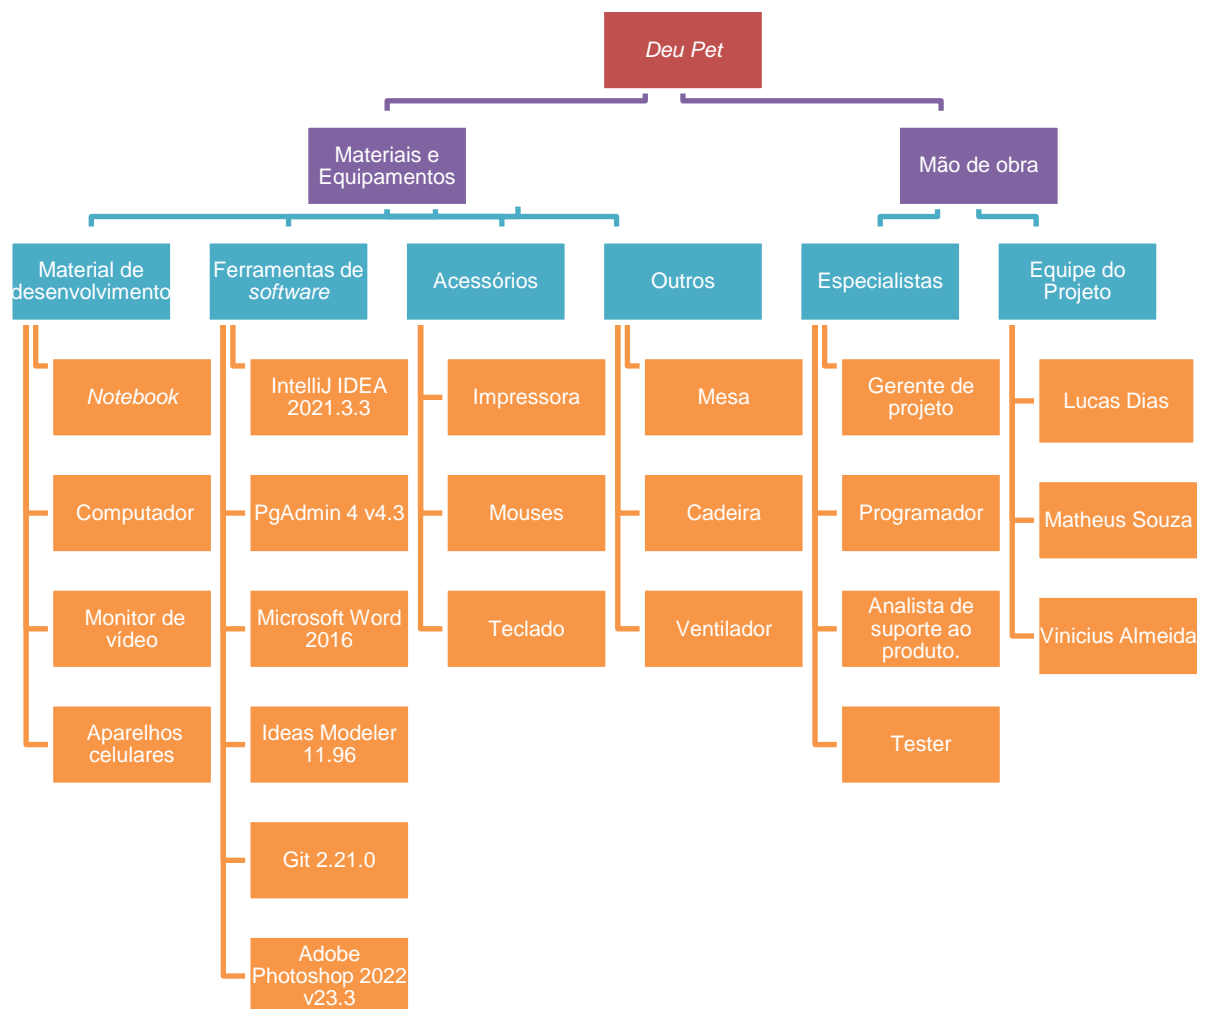 Deu Pet
Materiais e
Equipamentos
Mão de obra
Material de
desenvolvimento
Ferramentas de
software
Acessórios
Outros
Especialistas
Equipe do
Projeto
Notebook
Computador
Monitor de
vídeo
Aparelhos
celulares
IntelliJ IDEA
2021.3.3
PgAdmin 4 v4.3
Microsoft Word
2016
Ideas Modeler
11.96
Git 2.21.0
Adobe
Photoshop 2022
v23.3
Impressora
Mouses
Teclado
Mesa
Cadeira
Ventilador
Gerente de
projeto
Programador
Analista de
suporte ao
produto.
Tester
Lucas Dias
Matheus Souza
Vinicius Almeida